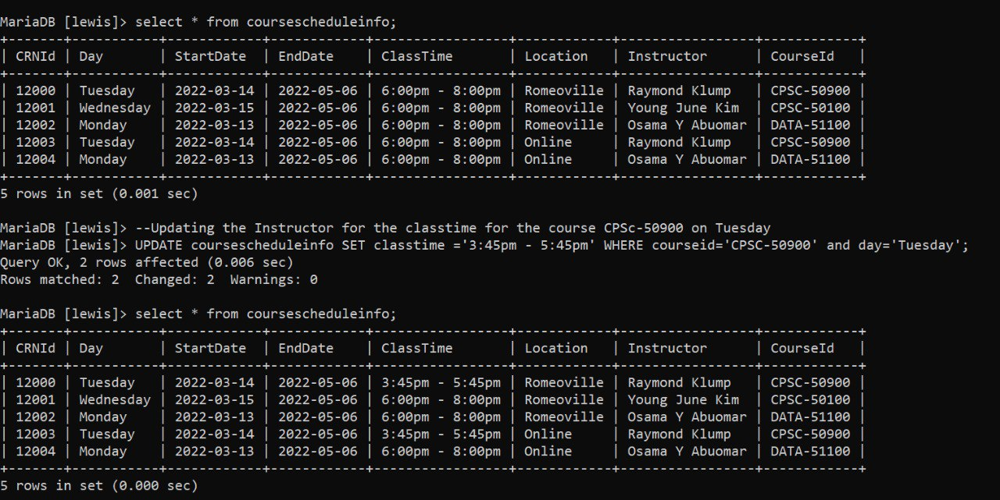 MariaDB [lewis]> select * from coursescheduleinfo;
+-------+-----------+------------+------------+-----------------+------------+-----------------+------------+
| CRNId | Day       | StartDate  | EndDate    | ClassTime       | Location   | Instructor      | CourseId   |
+-------+-----------+------------+------------+-----------------+------------+-----------------+------------+
| 12000 | Tuesday   | 2022-03-14 | 2022-05-06 | 6:00pm - 8:00pm | Romeoville | Raymond Klump   | CPSC-50900 |
| 12001 | Wednesday | 2022-03-15 | 2022-05-06 | 6:00pm - 8:00pm | Romeoville | Young June Kim  | CPSC-50100 |
| 12002 | Monday    | 2022-03-13 | 2022-05-06 | 6:00pm - 8:00pm | Romeoville | Osama Y Abuomar | DATA-51100 |
| 12003 | Tuesday   | 2022-03-14 | 2022-05-06 | 6:00pm - 8:00pm | Online     | Raymond Klump   | CPSC-50900 |
| 12004 | Monday    | 2022-03-13 | 2022-05-06 | 6:00pm - 8:00pm | Online     | Osama Y Abuomar | DATA-51100 |
+-------+-----------+------------+------------+-----------------+------------+-----------------+------------+
5 rows in set (0.001 sec)
MariaDB [lewis]> --Updating the Instructor for the classtime for the course CPSc-50900 on Tuesday
MariaDB [lewis]> UPDATE coursescheduleinfo SET classtime ='3:45pm - 5:45pm' WHERE courseid='CPSC-50900' and day='Tuesday';
Query OK, 2 rows affected (0.006 sec)
Rows matched: 2  Changed: 2  Warnings: 0
MariaDB [lewis]> select * from coursescheduleinfo;
+-------+-----------+------------+------------+-----------------+------------+-----------------+------------+
| CRNId | Day       | StartDate  | EndDate    | ClassTime       | Location   | Instructor      | CourseId   |
+-------+-----------+------------+------------+-----------------+------------+-----------------+------------+
| 12000 | Tuesday   | 2022-03-14 | 2022-05-06 | 3:45pm - 5:45pm | Romeoville | Raymond Klump   | CPSC-50900 |
| 12001 | Wednesday | 2022-03-15 | 2022-05-06 | 6:00pm - 8:00pm | Romeoville | Young June Kim  | CPSC-50100 |
| 12002 | Monday    | 2022-03-13 | 2022-05-06 | 6:00pm - 8:00pm | Romeoville | Osama Y Abuomar | DATA-51100 |
| 12003 | Tuesday   | 2022-03-14 | 2022-05-06 | 3:45pm - 5:45pm | Online     | Raymond Klump   | CPSC-50900 |
| 12004 | Monday    | 2022-03-13 | 2022-05-06 | 6:00pm - 8:00pm | Online     | Osama Y Abuomar | DATA-51100 |
+-------+-----------+------------+------------+-----------------+------------+-----------------+------------+
5 rows in set (0.000 sec)